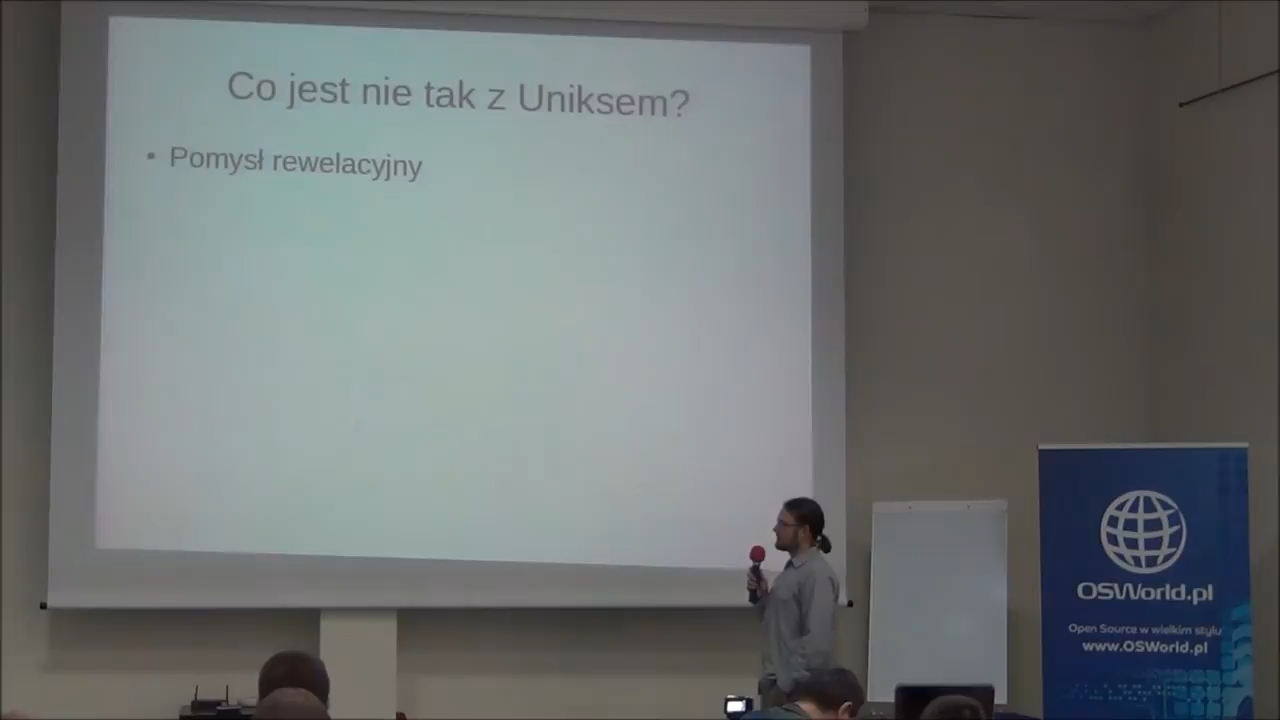 Co jest nie tak z Uniksem?
• Pomysł rewelacyjny
OSWorld.pl
Open Source w wielkim stylu
www.OSWorld.pl